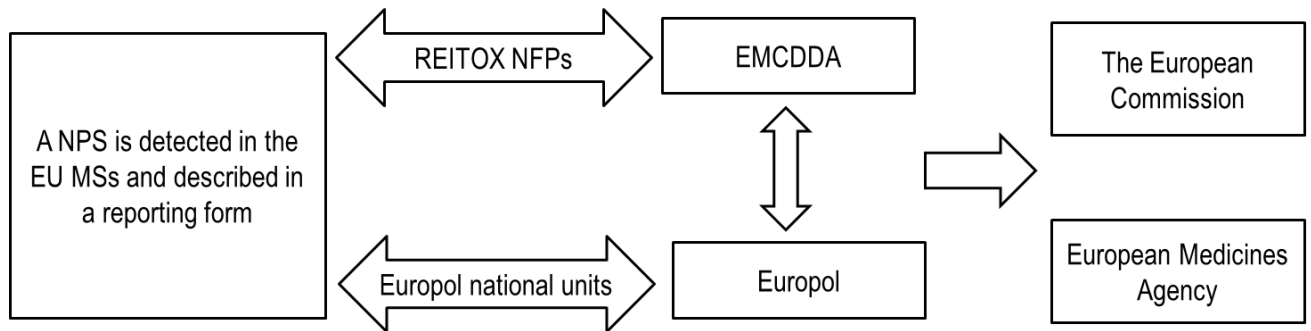 A NPS is detected in the
EU MSs and described in
a reporting form
REITOX NFPs
Europol national units
EMCDDA
Europol
The European
Commission
European Medicines
Agency